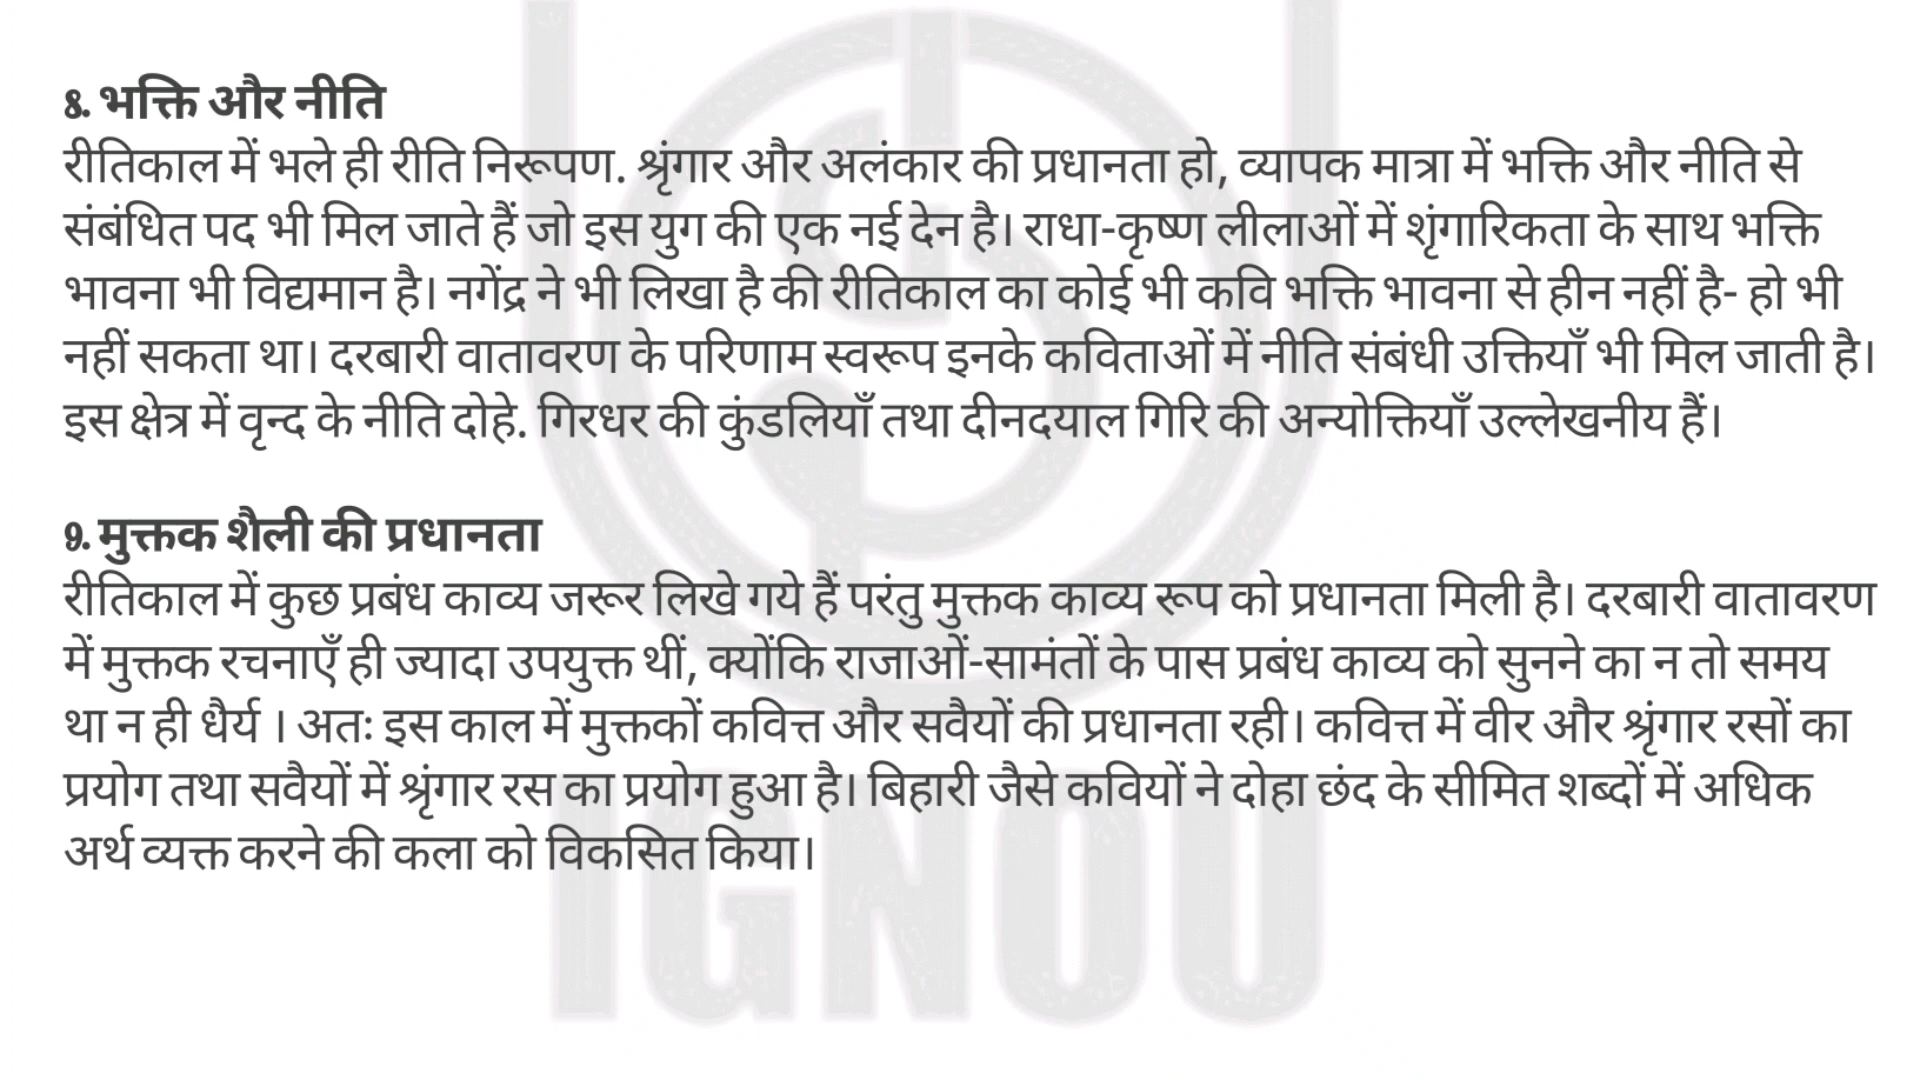 8. भक्ति और नीति
रीतिकाल में भले ही रीति निरूपण. श्रृंगार और अलंकार की प्रधानता हो, व्यापक मात्रा में भक्ति और नीति से
संबंधित पद भी मिल जाते हैं जो इस युग की एक नई देन है। राधा-कृष्ण लीलाओं में शृंगारिकता के साथ भक्ति
भावना भी विद्यमान है। नगेंद्र ने भी लिखा है की रीतिकाल का कोई भी कवि भक्ति भावना से हीन नहीं है- हो भी
नहीं सकता था। दरबारी वातावरण के परिणाम स्वरूप इनके कविताओं में नीति संबंधी उक्तियाँ भी मिल जाती है।
इस क्षेत्र में वृन्द के नीति दोहे. गिरधर की कुंडलियाँ तथा दीनदयाल गिरि की अन्योक्तियाँ उल्लेखनीय हैं।
9. मुक्तक शैली की प्रधानता
रीतिकाल में कुछ प्रबंध काव्य जरूर लिखे गये हैं परंतु मुक्तक काव्य रूप को प्रधानता मिली है। दरबारी वातावरण
में मुक्तक रचनाएँ ही ज्यादा उपयुक्त थीं, क्योंकि राजाओं-सामंतों के पास प्रबंध काव्य को सुनने का न तो समय
था न ही धैर्य । अतः इस काल में मुक्तकों कवित्त और सवैयों की प्रधानता रही। कवित्त में वीर और श्रृंगार रसों का
प्रयोग तथा सवैयों में श्रृंगार रस का प्रयोग हुआ है। बिहारी जैसे कवियों ने दोहा छंद के सीमित शब्दों में अधिक
अर्थ व्यक्त करने की कला को विकसित किया।
IGNOU